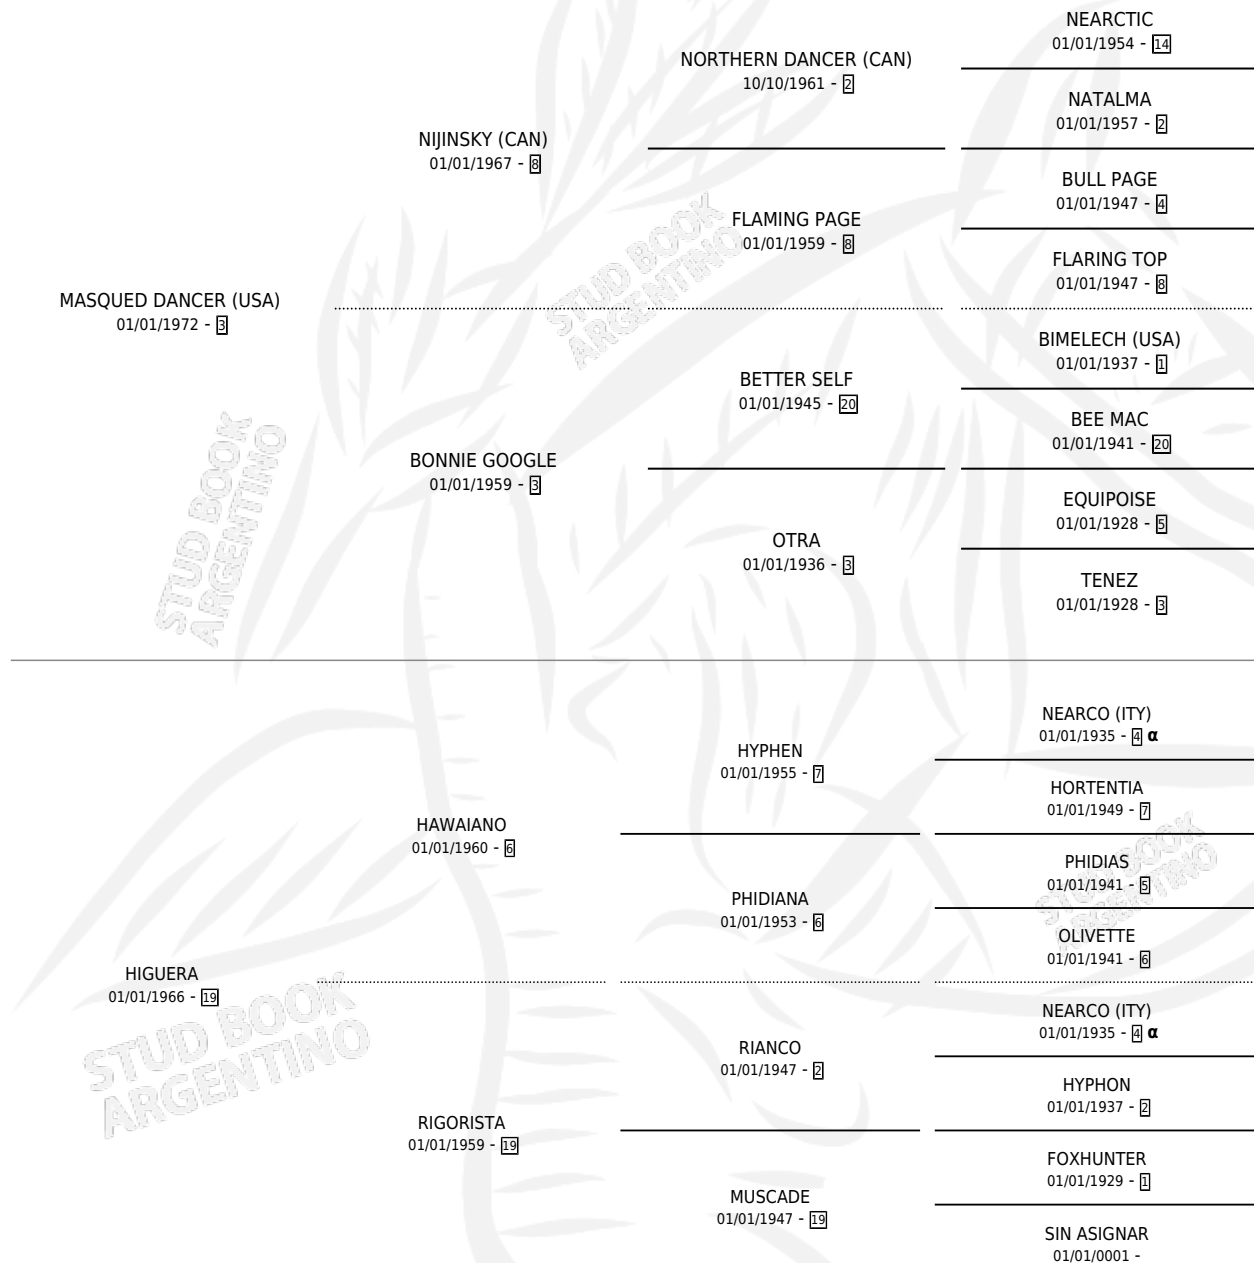 NEARCTIC
01/01/1954 - 14
NORTHERN DANCER (CAN)
10/10/1961 - 2
NATALMA
01/01/1957 - 2
NIJINSKY (CAN)
01/01/1967 - 8
BULL PAGE
01/01/1947 - 4
FLAMING PAGE
01/01/1959 - 8
FLARING TOP
01/01/1947 - 8
MASQUED DANCER (USA)
01/01/1972 - 3
BIMELECH (USA)
01/01/1937 - 1
BETTER SELF
01/01/1945 - 20
BEE MAC
01/01/1941 - 20
BONNIE GOOGLE
01/01/1959 - 3
EQUIPOISE
01/01/1928 - 5
OTRA
01/01/1936 - 3
TENEZ
01/01/1928 - 3
NEARCO (ITY)
01/01/1935 - 4 α
HYPHEN
01/01/1955 - 7
HORTENTIA
01/01/1949 - 7
HAWAIANO
01/01/1960 - 6
PHIDIAS
01/01/1941 - 5
PHIDIANA
01/01/1953 - 6
OLIVETTE
01/01/1941 - 6
HIGUERA
01/01/1966 - 19
NEARCO (ITY)
01/01/1935 - 4 α
RIANCO
01/01/1947 - 2
HYPHON
01/01/1937 - 2
RIGORISTA
01/01/1959 - 19
FOXHUNTER
01/01/1929 - 1
MUSCADE
01/01/1947 - 19
SIN ASIGNAR
01/01/0001 -
STUD BOOK
ARGENTINO
STUD BOOK
ARGENTINO
STUD BOOK
ARGENTINO
STUD BOOK
ARGENTINO